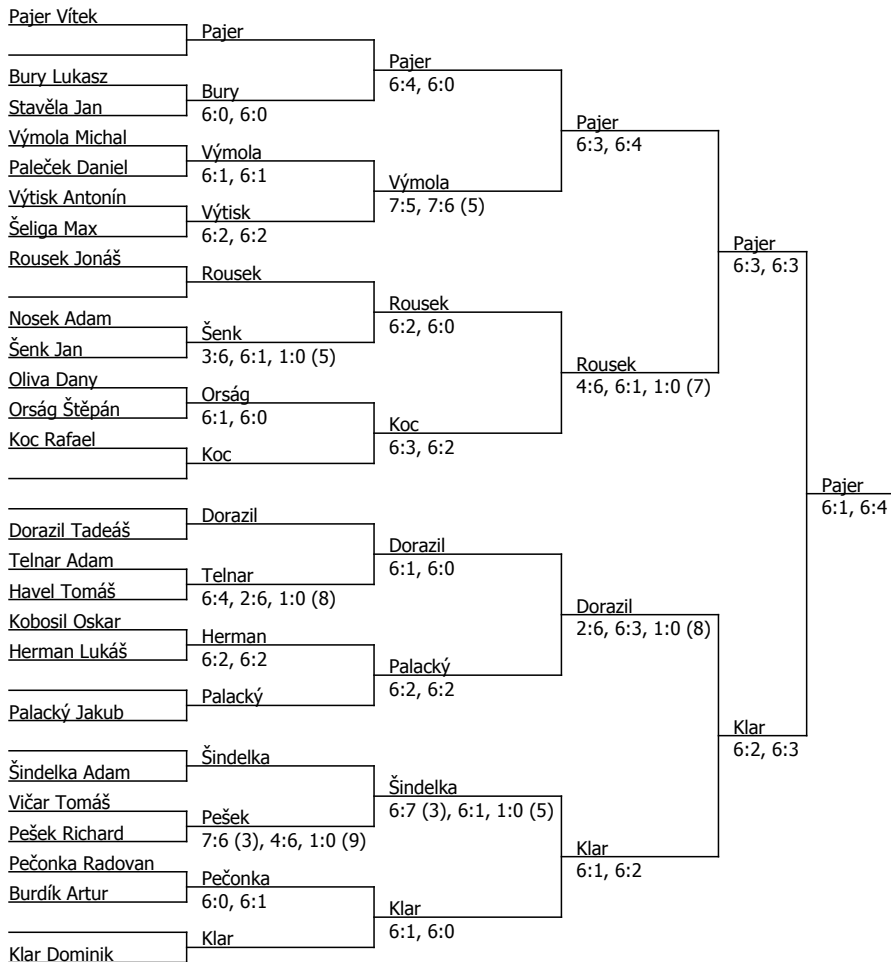 Pajer Vítek
Pajer
Pajer
6:4, 6:0
Bury Lukasz
Bury
6:0, 6:0
Stavěla Jan
Pajer
6:3, 6:4
Výmola Michal
Výmola
6:1, 6:1
Paleček Daniel
Výmola
7:5, 7:6 (5)
Výtisk Antonín
Výtisk
6:2, 6:2
Šeliga Max
Pajer
6:3, 6:3
Rousek Jonáš
Rousek
Rousek
6:2, 6:0
Nosek Adam
Šenk
3:6, 6:1, 1:0 (5)
Šenk Jan
Rousek
4:6, 6:1, 1:0 (7)
Oliva Dany
Orság
6:1, 6:0
Orság Štěpán
Koc
6:3, 6:2
Koc Rafael
Koc
Pajer
6:1, 6:4
Dorazil
Dorazil Tadeáš
Dorazil
6:1, 6:0
Telnar Adam
Telnar
6:4, 2:6, 1:0 (8)
Havel Tomáš
Dorazil
2:6, 6:3, 1:0 (8)
Kobosil Oskar
Herman
6:2, 6:2
Herman Lukáš
Palacký
6:2, 6:2
Palacký
Palacký Jakub
Klar
6:2, 6:3
Šindelka
Šindelka Adam
Šindelka
6:7 (3), 6:1, 1:0 (5)
Vičar Tomáš
Pešek
7:6 (3), 4:6, 1:0 (9)
Pešek Richard
Klar
6:1, 6:2
Pečonka Radovan
Pečonka
6:0, 6:1
Burdík Artur
Klar
6:1, 6:0
Klar
Klar Dominik